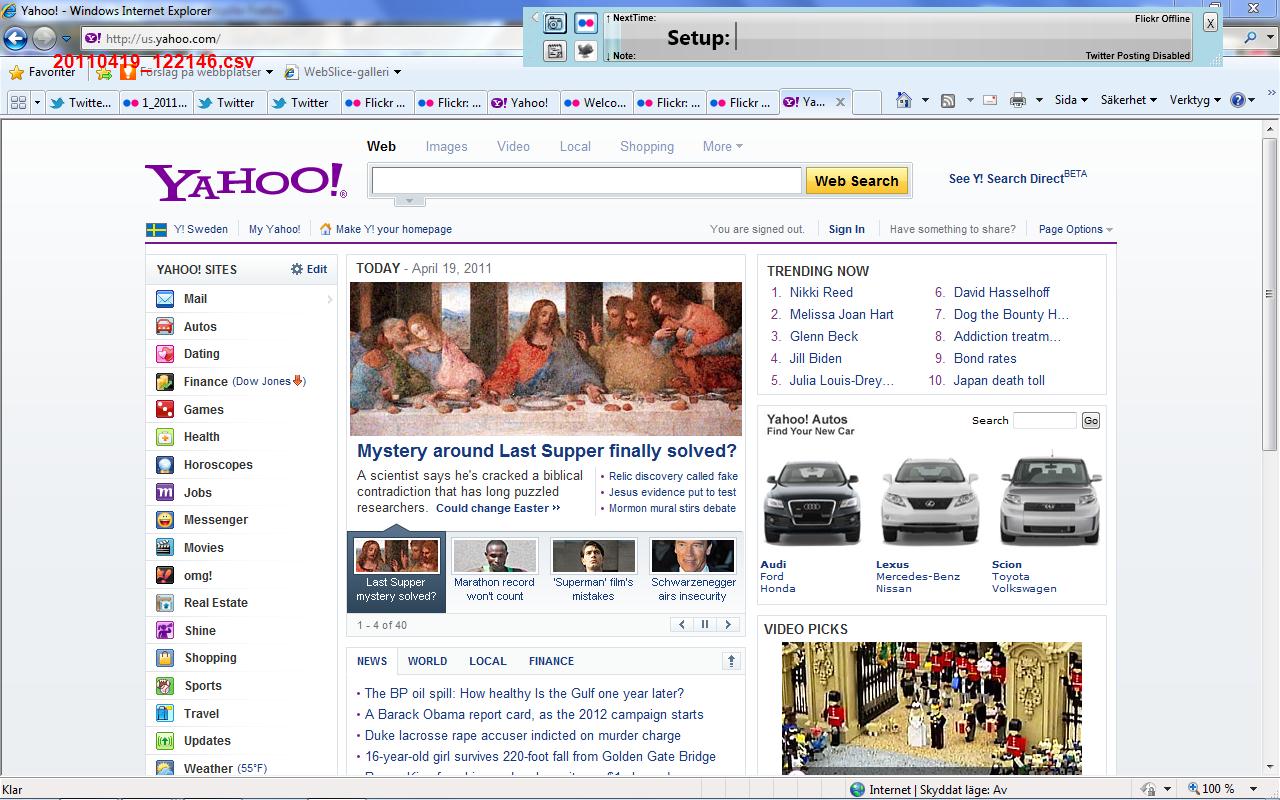 Yahoo! - Windows Internet Explorer
↑ NextTime:
Flickr Offline
X
Setup:
↓ Note:
Twitter Posting Disabled
http://us.yahoo.com/
20110419_122146.csv
Favoriter
Förslag på webbplatser
WebSlice-galleri
Twitte...
1_2011...
Twitter
Twitter
Flickr ...
Flickr: ...
Yahoo!
Welco...
Flickr: ...
Flickr ...
Ya...
Sida
Säkerhet
Verktyg
Web
Images
Video
Local
Shopping
More
YAHOO!®
Web Search
See Y! Search DirectBETA
Y! Sweden
My Yahoo!
Make Y! your homepage
You are signed out.
Sign In
Have something to share?
Page Options
YAHOO! SITES
Edit
Mail
Autos
Dating
Finance (Dow Jones)
Games
Health
Horoscopes
Jobs
Messenger
Movies
omg!
Real Estate
Shine
Shopping
Sports
Travel
Updates
Weather (55°F)
TODAY - April 19, 2011
Mystery around Last Supper finally solved?
A scientist says he's cracked a biblical
contradiction that has long puzzled
researchers. Could change Easter »
• Relic discovery called fake
• Jesus evidence put to test
• Mormon mural stirs debate
Last Supper
mystery solved?
Marathon record
won't count
'Superman' film's
mistakes
Schwarzenegger
airs insecurity
1 - 4 of 40
NEWS
WORLD
LOCAL
FINANCE
• The BP oil spill: How healthy Is the Gulf one year later?
• A Barack Obama report card, as the 2012 campaign starts
• Duke lacrosse rape accuser indicted on murder charge
• 16-year-old girl survives 220-foot fall from Golden Gate Bridge
TRENDING NOW
1. Nikki Reed
2. Melissa Joan Hart
3. Glenn Beck
4. Jill Biden
5. Julia Louis-Drey...
6. David Hasselhoff
7. Dog the Bounty H...
8. Addiction treatm...
9. Bond rates
10. Japan death toll
Yahoo! Autos
Find Your New Car
Search
Go
Audi
Ford
Honda
Lexus
Mercedes-Benz
Nissan
Scion
Toyota
Volkswagen
VIDEO PICKS
Klar
Internet | Skyddat läge: Av
100 %